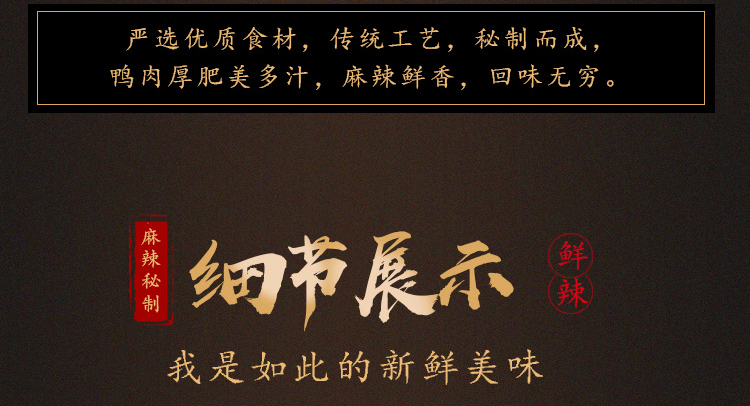 严选优质食材，传统工艺，秘制而成，
鸭肉厚肥美多汁，麻辣鲜香，回味无穷。
麻辣秘制
细节展示
鲜辣
我是如此的新鲜美味